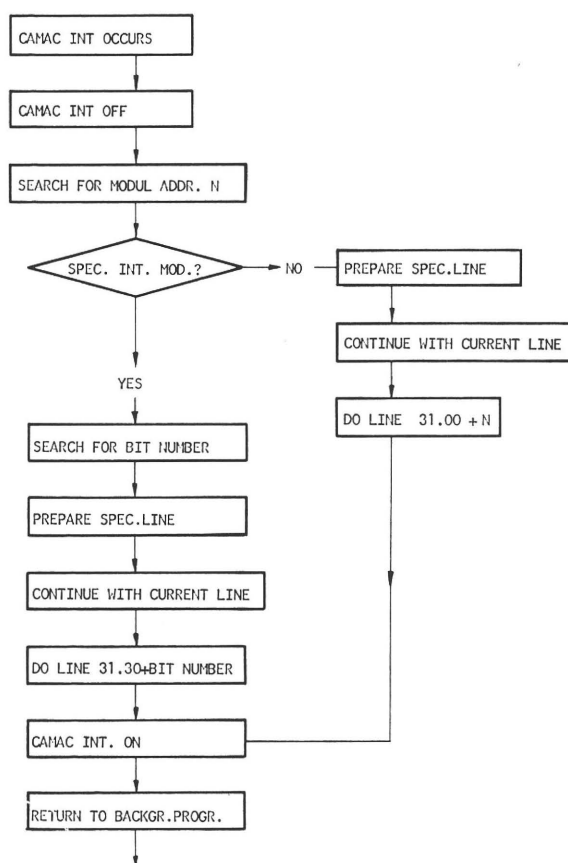 CAMAC INT OCCURS
CAMAC INT OFF
SEARCH FOR MODUL ADDR. N
SPEC. INT. MOD.?
NO
PREPARE SPEC.LINE
CONTINUE WITH CURRENT LINE
DO LINE 31.00 + N
YES
SEARCH FOR BIT NUMBER
PREPARE SPEC.LINE
CONTINUE WITH CURRENT LINE
DO LINE 31.30+BIT NUMBER
CAMAC INT. ON
RETURN TO BACKGR.PROGR.